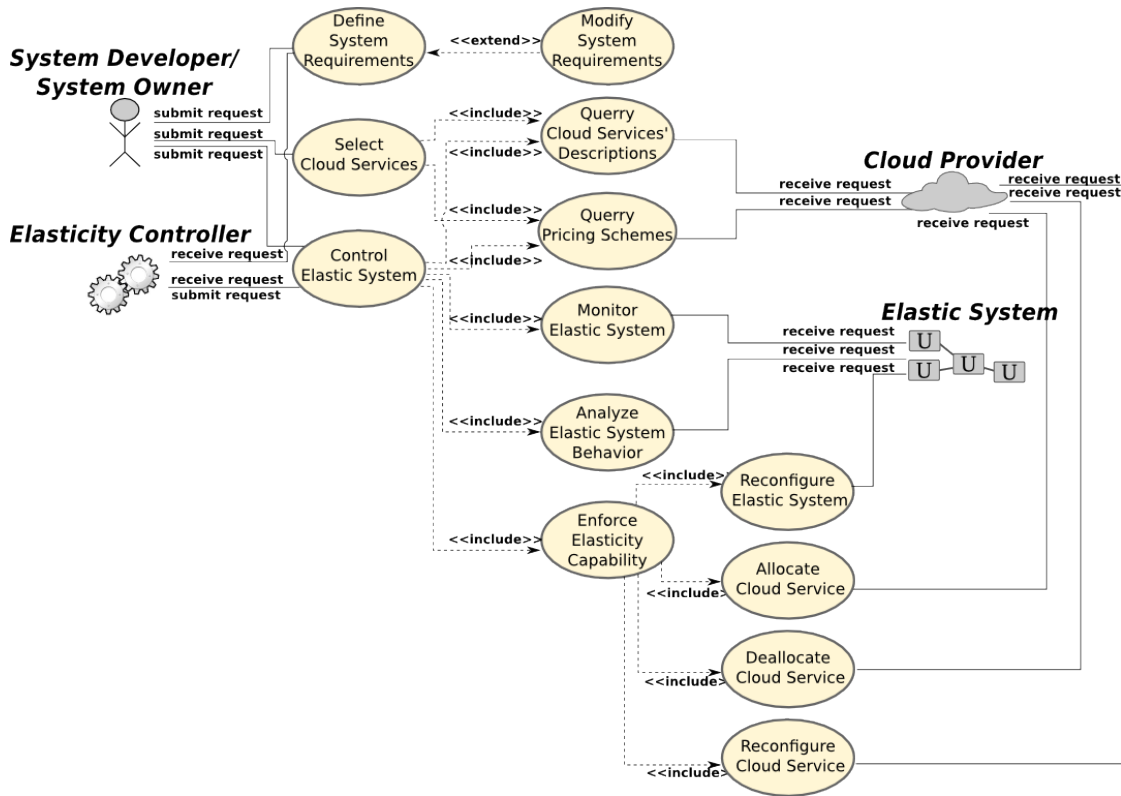 Define
System
Requirements
<<extend>>
Modify
System
Requirements
System Developer/
System Owner
submit request
submit request
submit request
Select
Cloud Services
<<include>>
<<include>>
Querry
Cloud Services'
Descriptions
Cloud Provider
receive request
receive request
receive request
receive request
receive request
Elasticity Controller
receive request
receive request
submit request
Control
Elastic System
<<include>>
<<include>>
Querry
Pricing Schemes
<<include>>
Monitor
Elastic System
Elastic System
receive request
receive request
receive request
U
U
U
U
<<include>>
Analyze
Elastic System
Behavior
<<include>>
Enforce
Elasticity
Capability
<<include>
Reconfigure
Elastic System
<<include>
Allocate
Cloud Service
<<include>
Deallocate
Cloud Service
<<include>
Reconfigure
Cloud Service